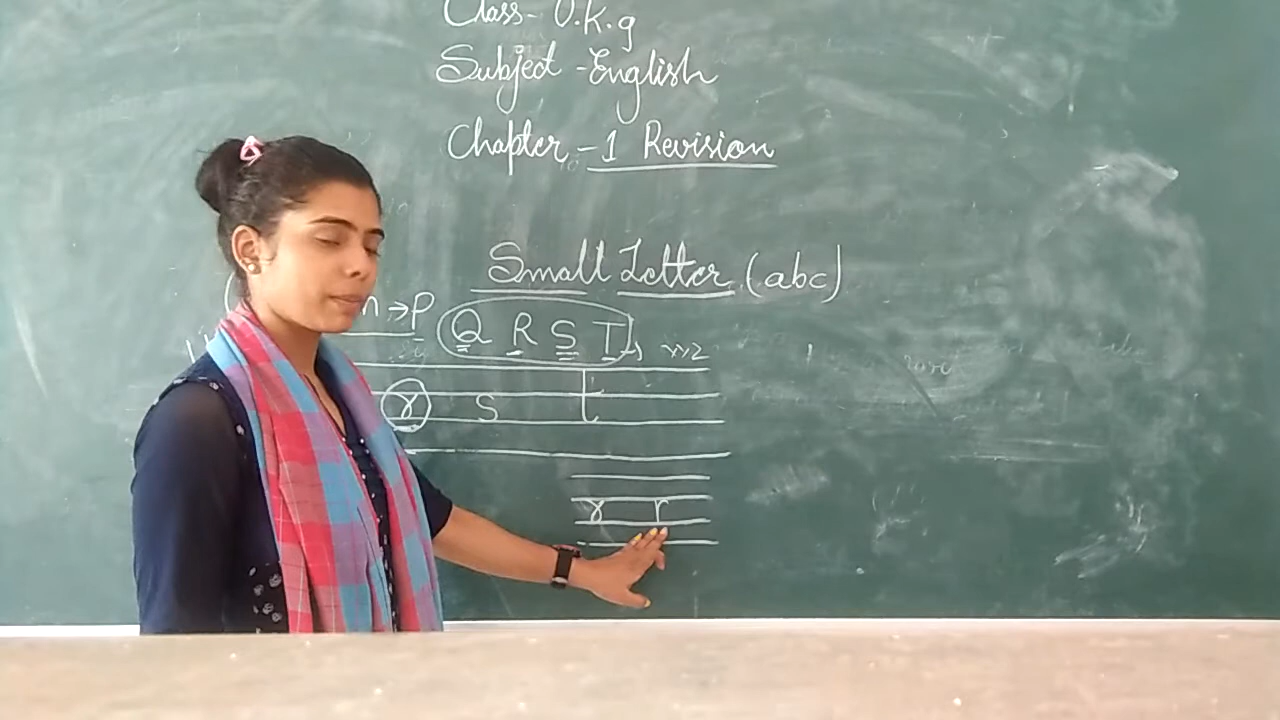 Class- U.K.g
Subject -English
Chapter -1 Revision
Small Letter (abc)
n → P Q R S T
r s t
r r